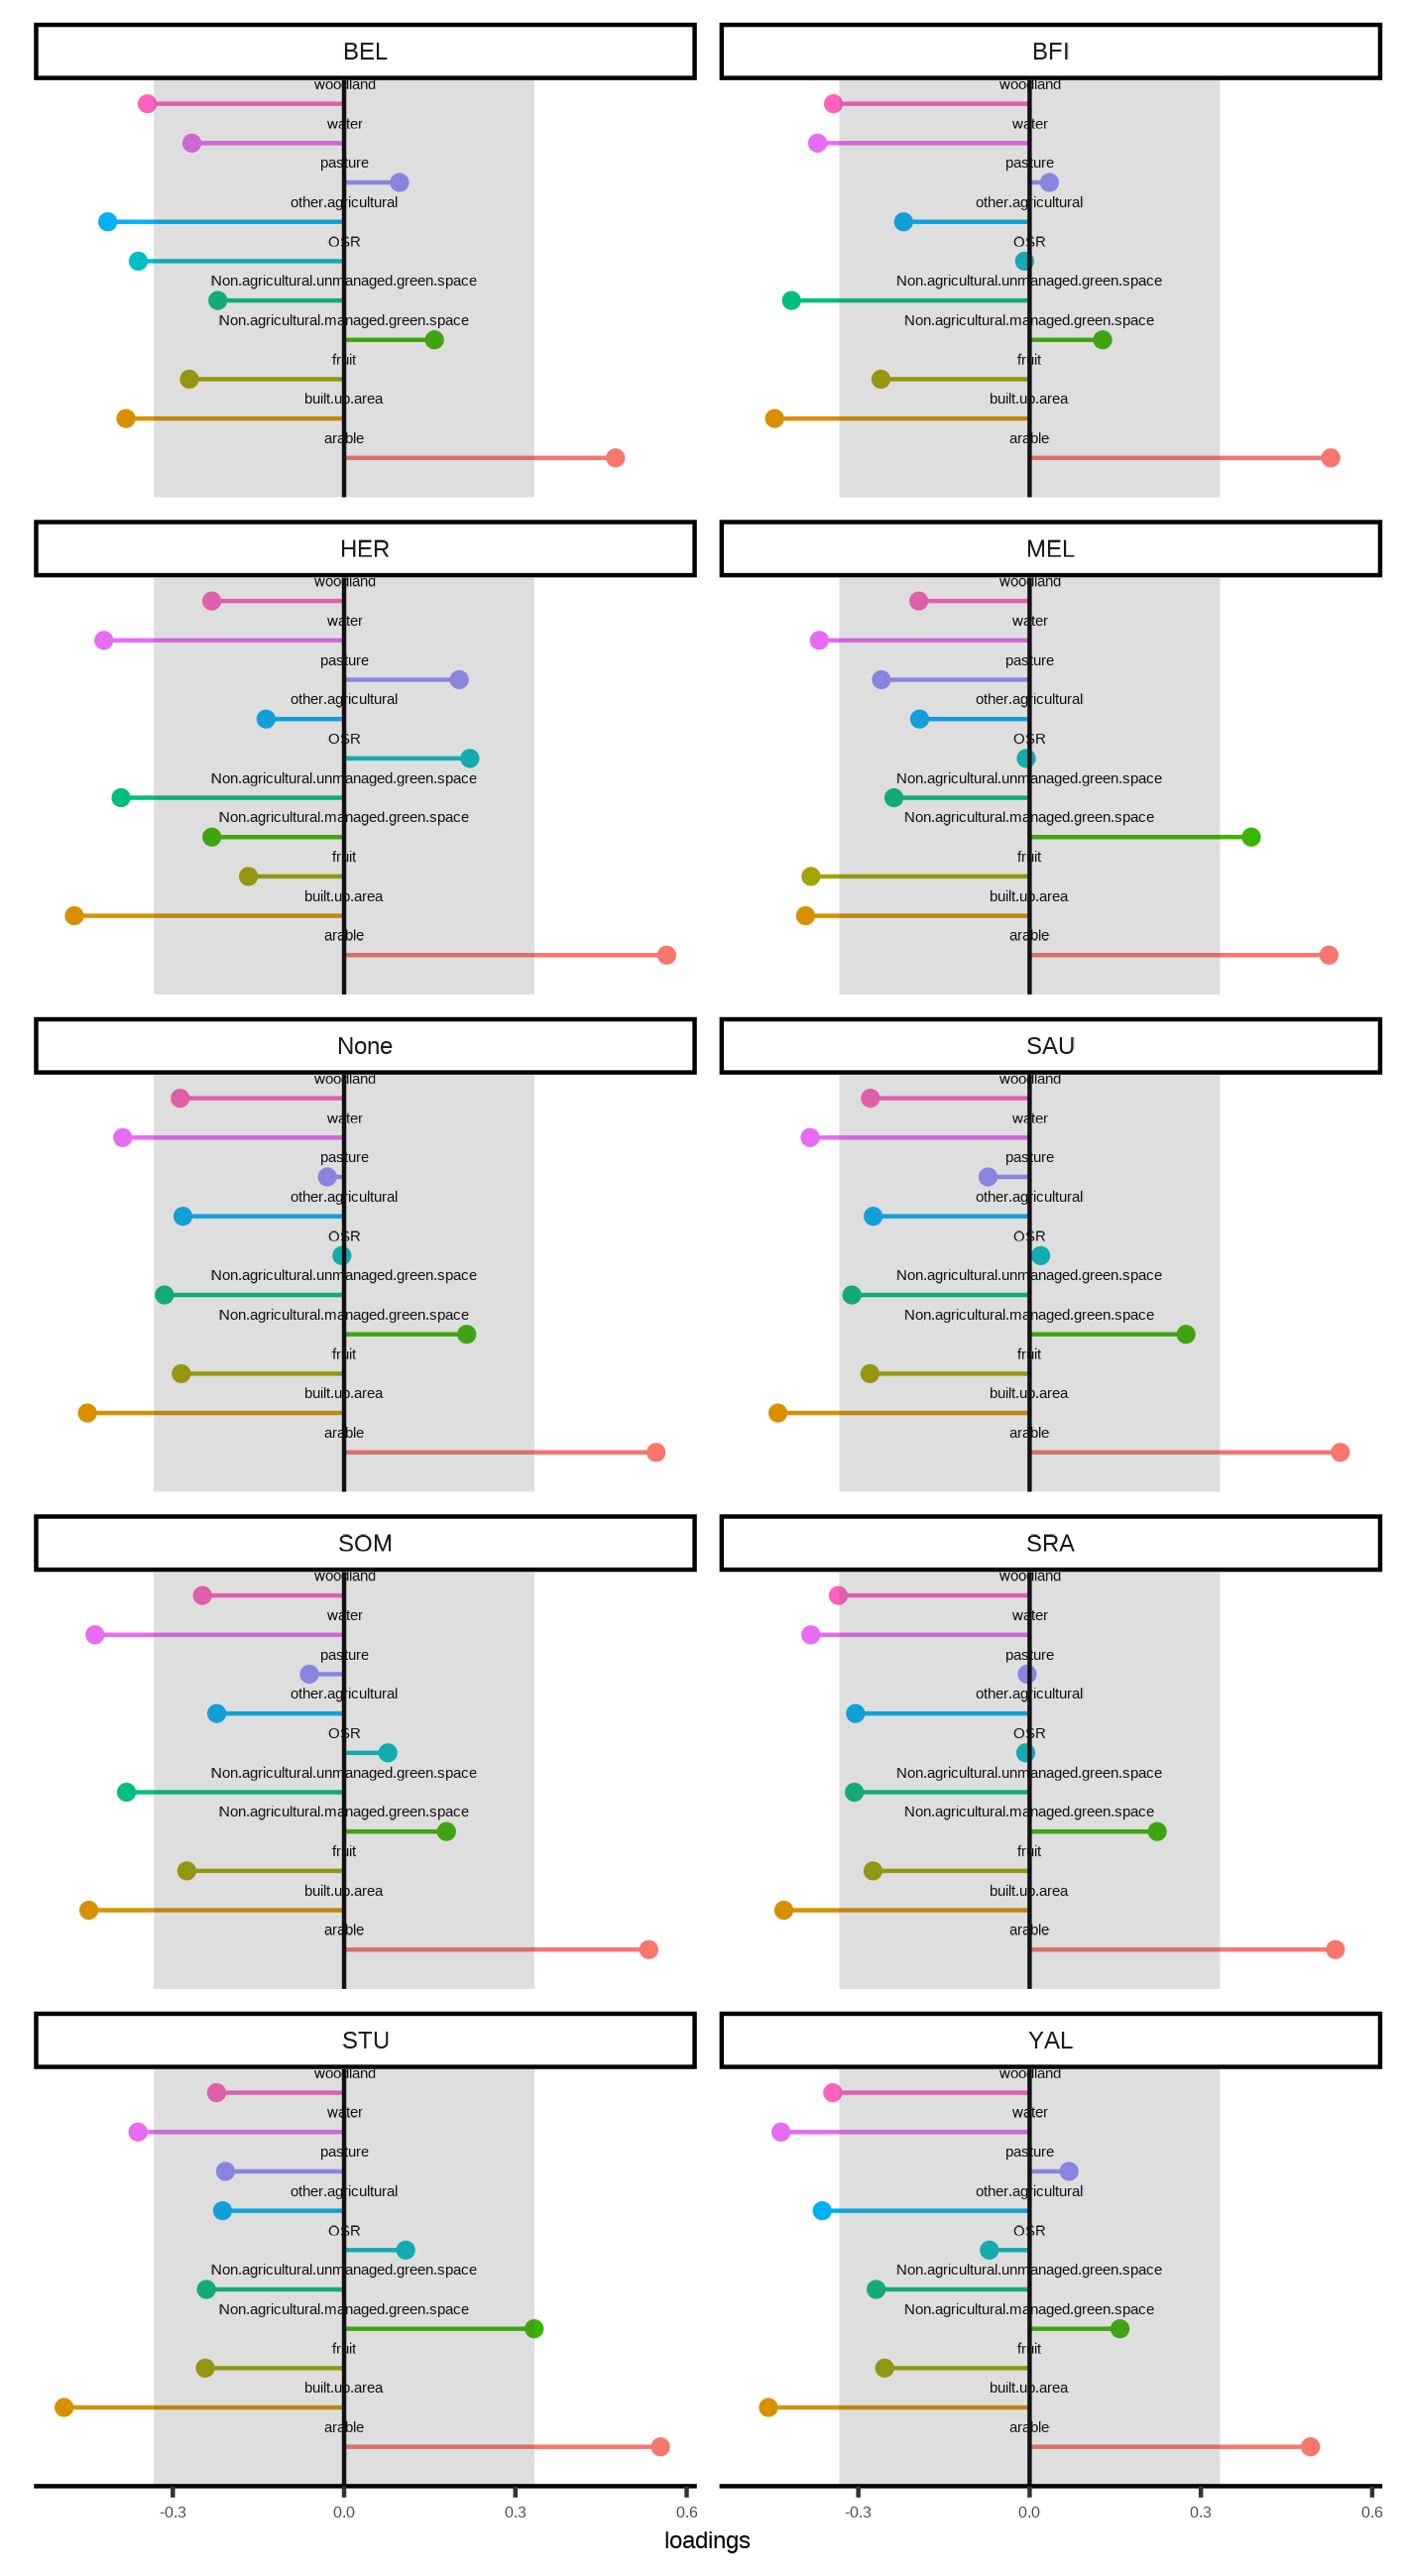 BEL
woodland
water
pasture
other.agricultural
OSR
Non.agricultural.unmanaged.green.space
Non.agricultural.managed.green.space
fruit
built.up.area
arable
BFI
woodland
water
pasture
other.agricultural
OSR
Non.agricultural.unmanaged.green.space
Non.agricultural.managed.green.space
fruit
built.up.area
arable
HER
woodland
water
pasture
other.agricultural
OSR
Non.agricultural.unmanaged.green.space
Non.agricultural.managed.green.space
fruit
built.up.area
arable
MEL
woodland
water
pasture
other.agricultural
OSR
Non.agricultural.unmanaged.green.space
Non.agricultural.managed.green.space
fruit
built.up.area
arable
None
woodland
water
pasture
other.agricultural
OSR
Non.agricultural.unmanaged.green.space
Non.agricultural.managed.green.space
fruit
built.up.area
arable
SAU
woodland
water
pasture
other.agricultural
OSR
Non.agricultural.unmanaged.green.space
Non.agricultural.managed.green.space
fruit
built.up.area
arable
SOM
woodland
water
pasture
other.agricultural
OSR
Non.agricultural.unmanaged.green.space
Non.agricultural.managed.green.space
fruit
built.up.area
arable
SRA
woodland
water
pasture
other.agricultural
OSR
Non.agricultural.unmanaged.green.space
Non.agricultural.managed.green.space
fruit
built.up.area
arable
STU
woodland
water
pasture
other.agricultural
OSR
Non.agricultural.unmanaged.green.space
Non.agricultural.managed.green.space
fruit
built.up.area
arable
YAL
woodland
water
pasture
other.agricultural
OSR
Non.agricultural.unmanaged.green.space
Non.agricultural.managed.green.space
fruit
built.up.area
arable
-0.3 0.0 0.3 0.6
-0.3 0.0 0.3 0.6
loadings